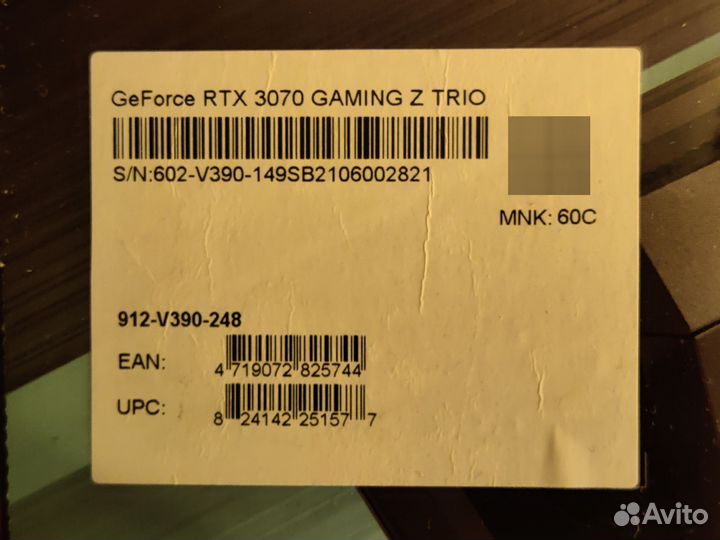 GeForce RTX 3070 GAMING Z TRIO
S/N:602-V390-149SB2106002821
MNK: 60C
912-V390-248
EAN:
4 719072 825744
UPC:
8 24142 25157 7
Avito